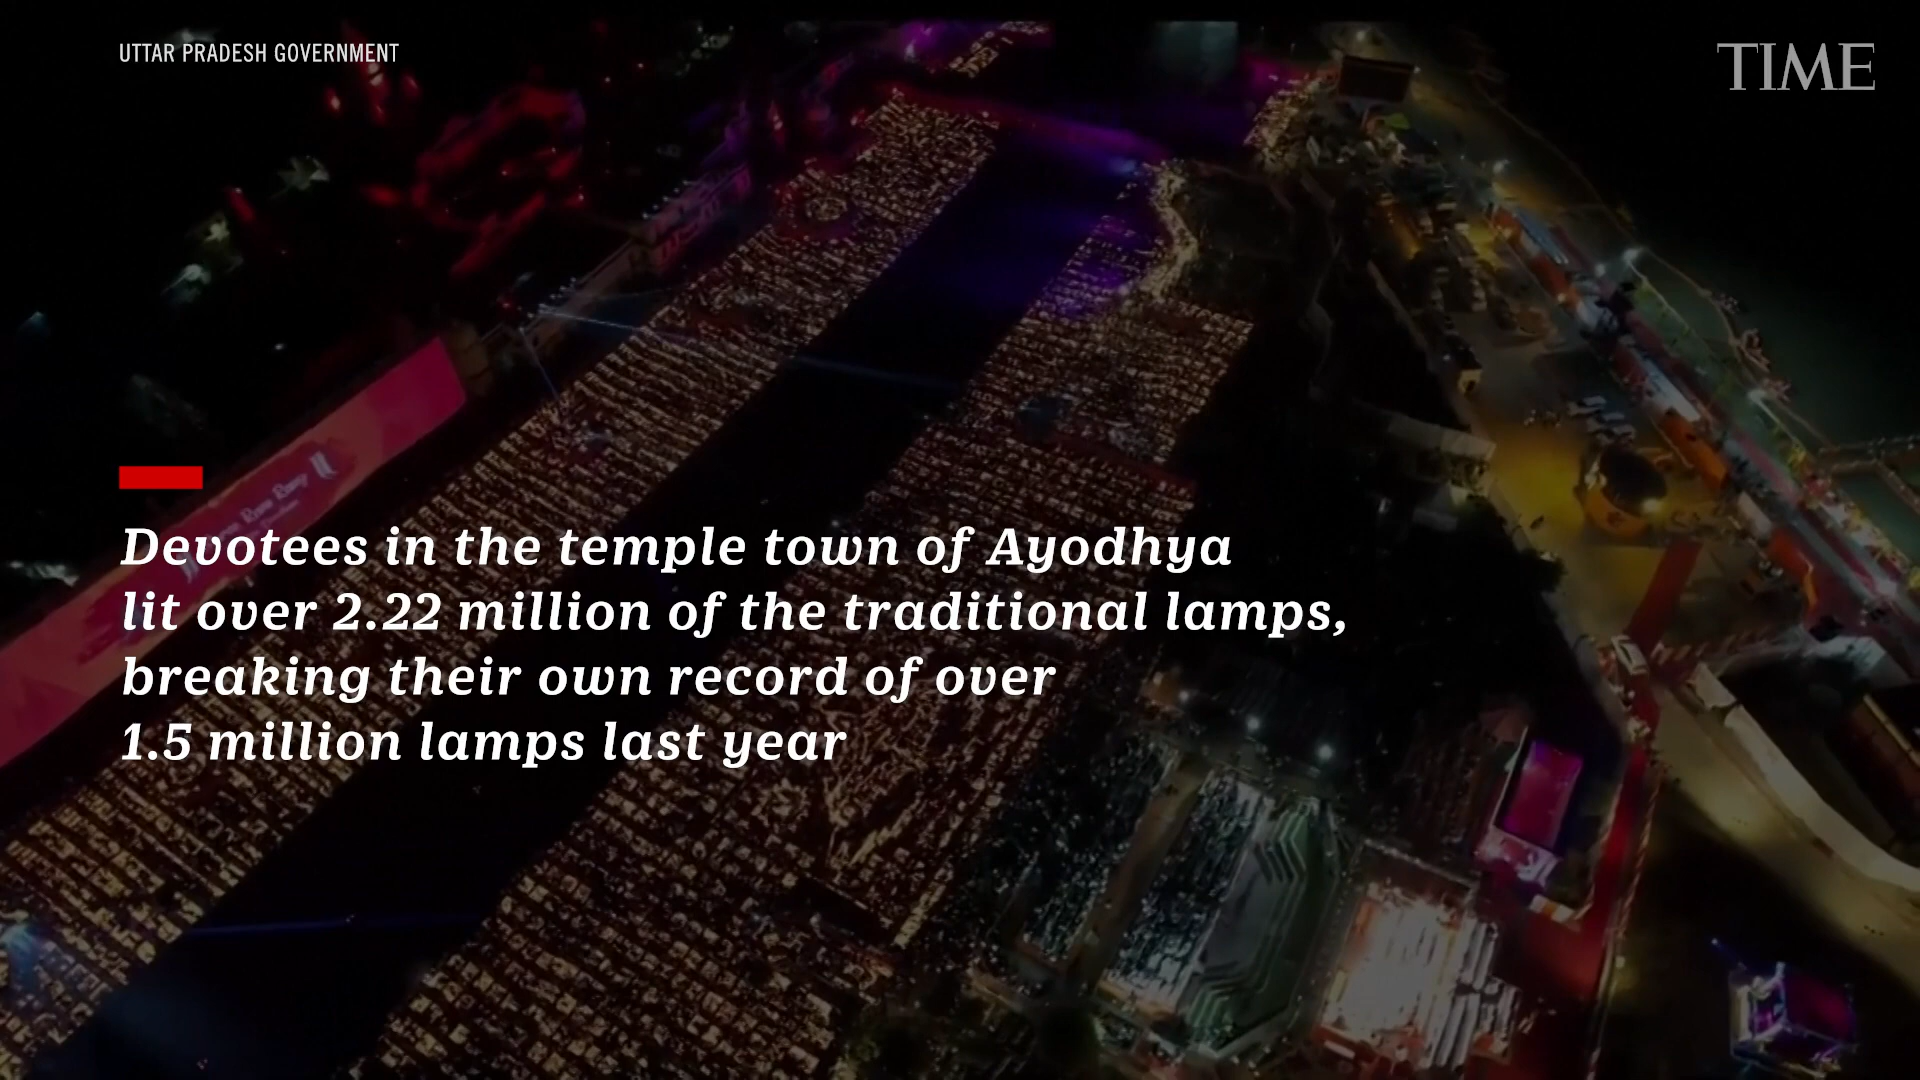 UTTAR PRADESH GOVERNMENT
TIME
Devotees in the temple town of Ayodhya
lit over 2.22 million of the traditional lamps,
breaking their own record of over
1.5 million lamps last year